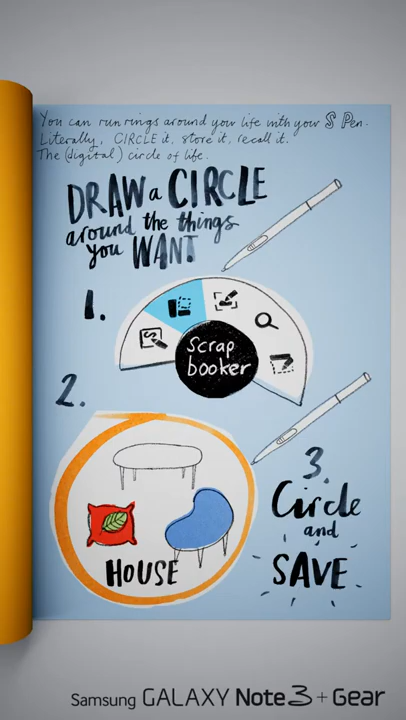 You can run rings around your life with your S Pen.
Literally, CIRCLE it, store it, recall it.
The (digital) circle of life.
DRAW a CIRCLE
around the things
you WANT
1.
Scrap
booker
2.
HOUSE
3.
Circle
and
SAVE
Samsung GALAXY Note 3 + Gear